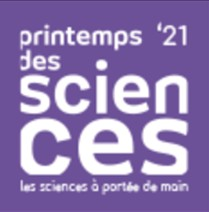 printemps ‘21
des
scien
ces
les sciences à portée de main